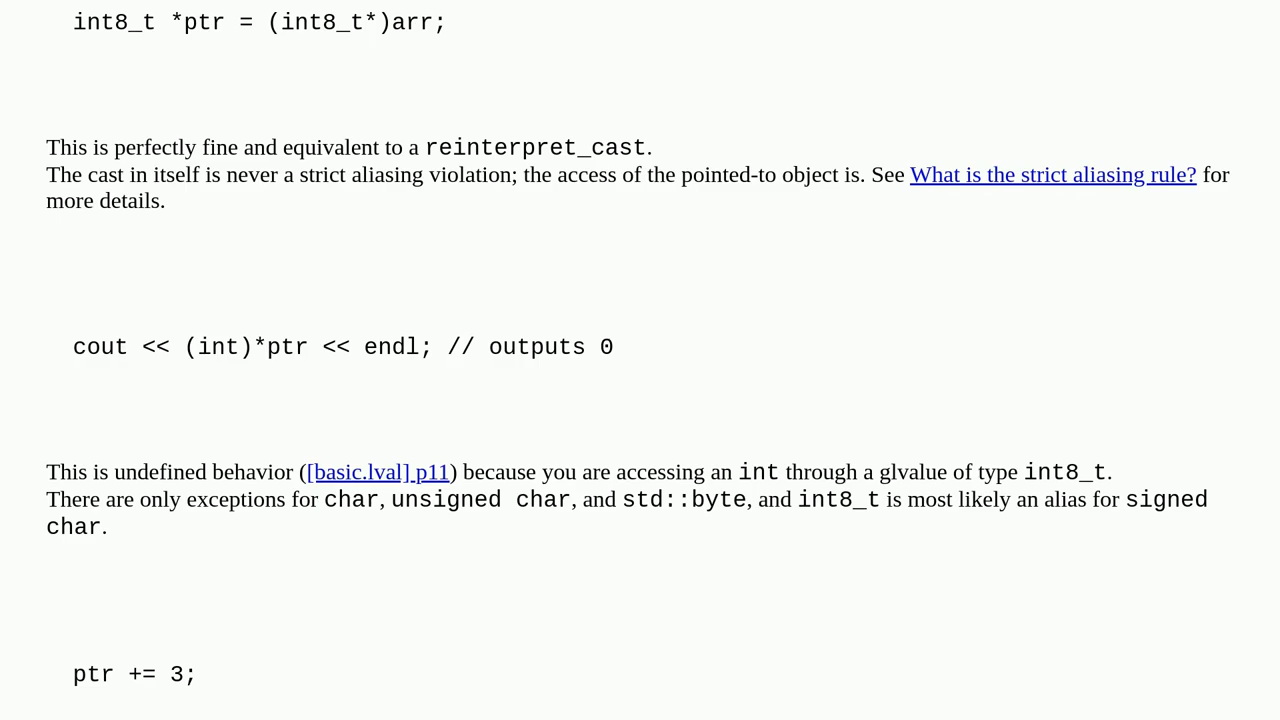 int8_t *ptr = (int8_t*)arr;
This is perfectly fine and equivalent to a reinterpret_cast.
The cast in itself is never a strict aliasing violation; the access of the pointed-to object is. See What is the strict aliasing rule? for
more details.
cout << (int)*ptr << endl; // outputs 0
This is undefined behavior ([basic.lval] p11) because you are accessing an int through a glvalue of type int8_t.
There are only exceptions for char, unsigned char, and std::byte, and int8_t is most likely an alias for signed
char.
ptr += 3;